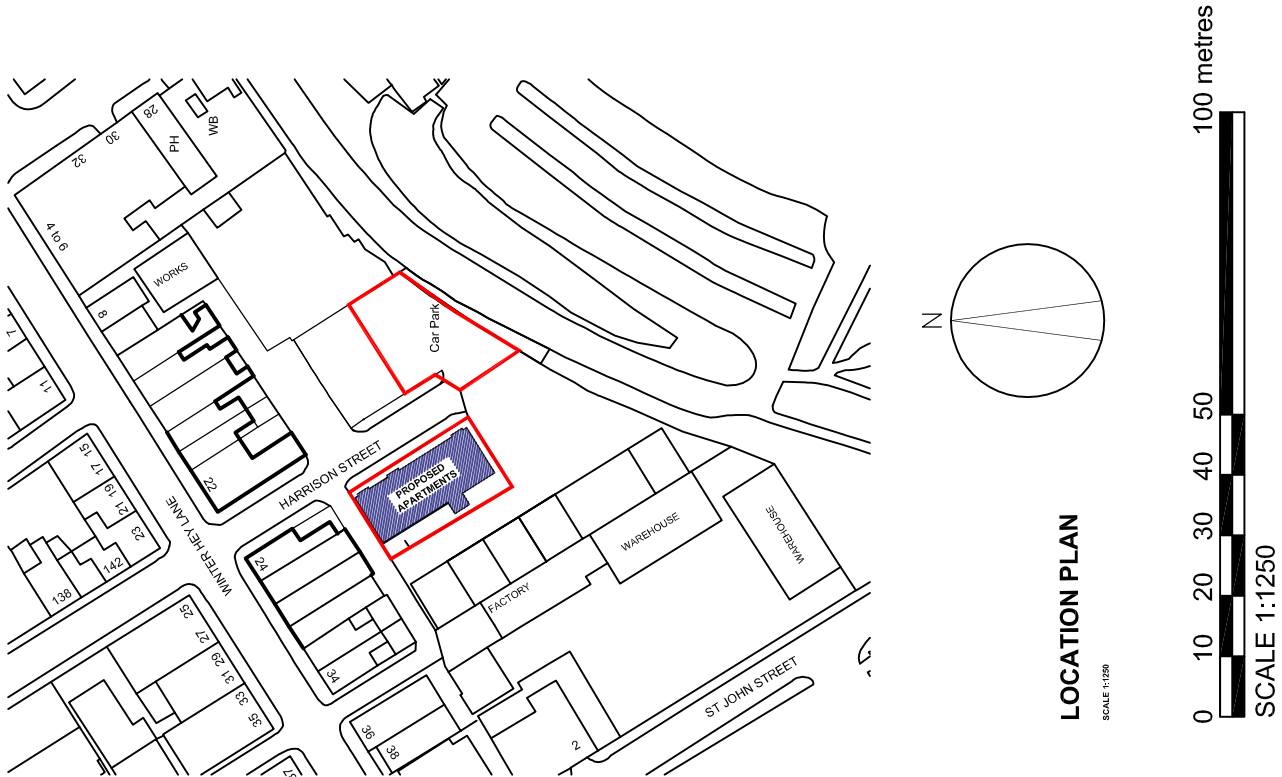 28
30
32
PH
WB
4 to 6
WORKS
8
7
11
Car Park
22
HARRISON STREET
PROPOSED
APARTMENTS
WINTER HEY LANE
15
17
19
21
23
142
138
24
34
25
27
29
31
33
35
36
38
2
FACTORY
WAREHOUSE
WAREHOUSE
ST JOHN STREET
N
LOCATION PLAN
SCALE 1:1250
0 10 20 30 40 50 100 metres
SCALE 1:1250